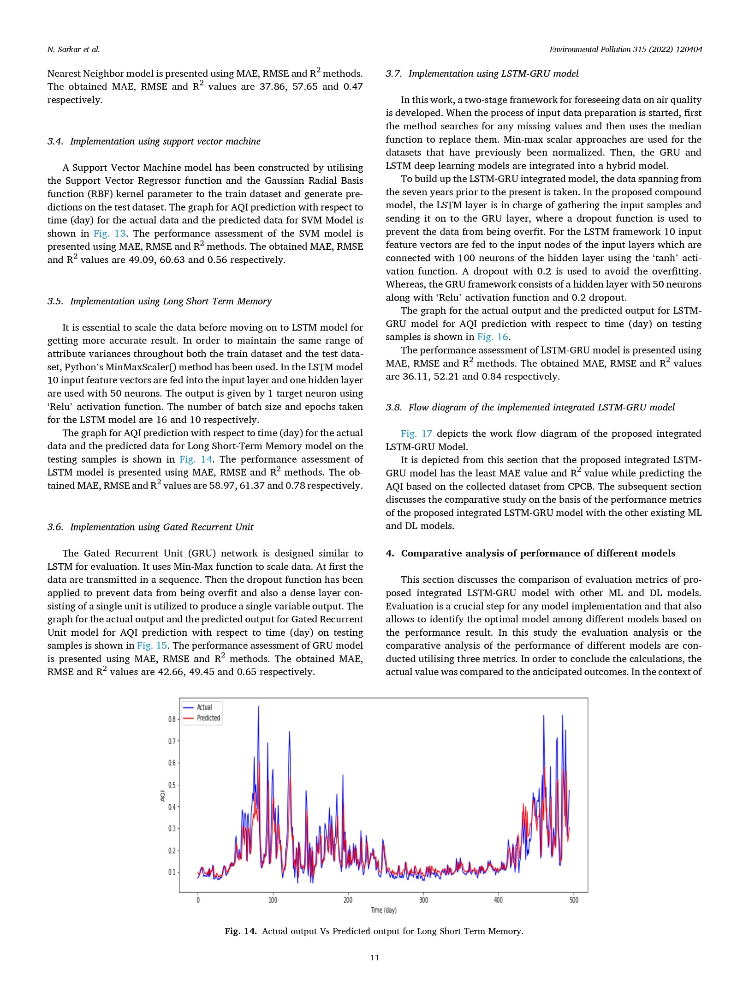 N. Sarkar et al.
Environmental Pollution 315 (2022) 120404
Nearest Neighbor model is presented using MAE, RMSE and R² methods.
The obtained MAE, RMSE and R² values are 37.86, 57.65 and 0.47
respectively.
3.4. Implementation using support vector machine
A Support Vector Machine model has been constructed by utilising
the Support Vector Regressor function and the Gaussian Radial Basis
function (RBF) kernel parameter to the train dataset and generate pre-
dictions on the test dataset. The graph for AQI prediction with respect to
time (day) for the actual data and the predicted data for SVM Model is
shown in Fig. 13. The performance assessment of the SVM model is
presented using MAE, RMSE and R² methods. The obtained MAE, RMSE
and R² values are 49.09, 60.63 and 0.56 respectively.
3.5. Implementation using Long Short Term Memory
It is essential to scale the data before moving on to LSTM model for
getting more accurate result. In order to maintain the same range of
attribute variances throughout both the train dataset and the test data-
set, Python's MinMaxScaler() method has been used. In the LSTM model
10 input feature vectors are fed into the input layer and one hidden layer
are used with 50 neurons. The output is given by 1 target neuron using
‘Relu’ activation function. The number of batch size and epochs taken
for the LSTM model are 16 and 10 respectively.
The graph for AQI prediction with respect to time (day) for the actual
data and the predicted data for Long Short-Term Memory model on the
testing samples is shown in Fig. 14. The performance assessment of
LSTM model is presented using MAE, RMSE and R² methods. The ob-
tained MAE, RMSE and R² values are 58.97, 61.37 and 0.78 respectively.
3.6. Implementation using Gated Recurrent Unit
The Gated Recurrent Unit (GRU) network is designed similar to
LSTM for evaluation. It uses Min-Max function to scale data. At first the
data are transmitted in a sequence. Then the dropout function has been
applied to prevent data from being overfit and also a dense layer con-
sisting of a single unit is utilized to produce a single variable output. The
graph for the actual output and the predicted output for Gated Recurrent
Unit model for AQI prediction with respect to time (day) on testing
samples is shown in Fig. 15. The performance assessment of GRU model
is presented using MAE, RMSE and R² methods. The obtained MAE,
RMSE and R² values are 42.66, 49.45 and 0.65 respectively.
3.7. Implementation using LSTM-GRU model
In this work, a two-stage framework for foreseeing data on air quality
is developed. When the process of input data preparation is started, first
the method searches for any missing values and then uses the median
function to replace them. Min-max scalar approaches are used for the
datasets that have previously been normalized. Then, the GRU and
LSTM deep learning models are integrated into a hybrid model.
To build up the LSTM-GRU integrated model, the data spanning from
the seven years prior to the present is taken. In the proposed compound
model, the LSTM layer is in charge of gathering the input samples and
sending it on to the GRU layer, where a dropout function is used to
prevent the data from being overfit. For the LSTM framework 10 input
feature vectors are fed to the input nodes of the input layers which are
connected with 100 neurons of the hidden layer using the ‘tanh’ acti-
vation function. A dropout with 0.2 is used to avoid the overfitting.
Whereas, the GRU framework consists of a hidden layer with 50 neurons
along with ‘Relu’ activation function and 0.2 dropout.
The graph for the actual output and the predicted output for LSTM-
GRU model for AQI prediction with respect to time (day) on testing
samples is shown in Fig. 16.
The performance assessment of LSTM-GRU model is presented using
MAE, RMSE and R² methods. The obtained MAE, RMSE and R² values
are 36.11, 52.21 and 0.84 respectively.
3.8. Flow diagram of the implemented integrated LSTM-GRU model
Fig. 17 depicts the work flow diagram of the proposed integrated
LSTM-GRU Model.
It is depicted from this section that the proposed integrated LSTM-
GRU model has the least MAE value and R² value while predicting the
AQI based on the collected dataset from CPCB. The subsequent section
discusses the comparative study on the basis of the performance metrics
of the proposed integrated LSTM-GRU model with the other existing ML
and DL models.
4. Comparative analysis of performance of different models
This section discusses the comparison of evaluation metrics of pro-
posed integrated LSTM-GRU model with other ML and DL models.
Evaluation is a crucial step for any model implementation and that also
allows to identify the optimal model among different models based on
the performance result. In this study the evaluation analysis or the
comparative analysis of the performance of different models are con-
ducted utilising three metrics. In order to conclude the calculations, the
actual value was compared to the anticipated outcomes. In the context of
Actual
Predicted
0.8
0.7
0.6
0.5
0.4
0.3
0.2
0.1
AQI
0 100 200 300 400 500
Time (day)
Fig. 14. Actual output Vs Predicted output for Long Short Term Memory.
11